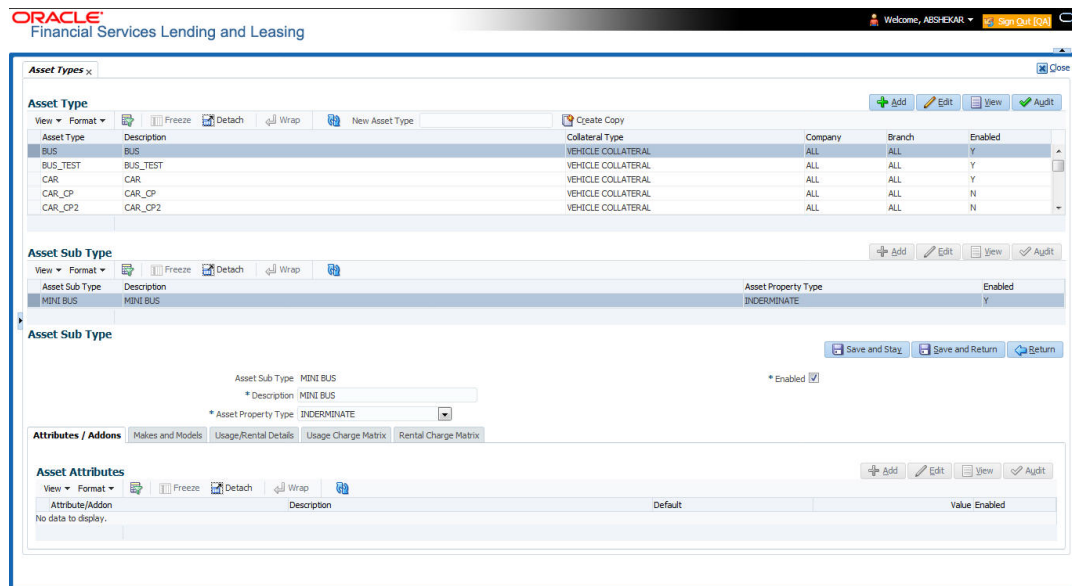 ORACLE
Financial Services Lending and Leasing
Welcome, ABSHEKAR
Sign Out [QA]
Asset Types x
Close
Asset Type
Add Edit View Audit
View Format Freeze Detach Wrap New Asset Type Create Copy
Asset Type Description Collateral Type Company Branch Enabled
BUS BUS VEHICLE COLLATERAL ALL ALL Y
BUS_TEST BUS_TEST VEHICLE COLLATERAL ALL ALL Y
CAR CAR VEHICLE COLLATERAL ALL ALL Y
CAR_CP CAR_CP VEHICLE COLLATERAL ALL ALL N
CAR_CP2 CAR_CP2 VEHICLE COLLATERAL ALL ALL N
Asset Sub Type
Add Edit View Audit
View Format Freeze Detach Wrap
Asset Sub Type Description Asset Property Type Enabled
MINI BUS MINI BUS INDERMINATE Y
Asset Sub Type
Save and Stay Save and Return Return
Asset Sub Type MINI BUS * Enabled
* Description MINI BUS
* Asset Property Type INDERMINATE
Attributes / Addons Makes and Models Usage/Rental Details Usage Charge Matrix Rental Charge Matrix
Asset Attributes
Add Edit View Audit
View Format Freeze Detach Wrap
Attribute/Addon Description Default Value Enabled
No data to display.